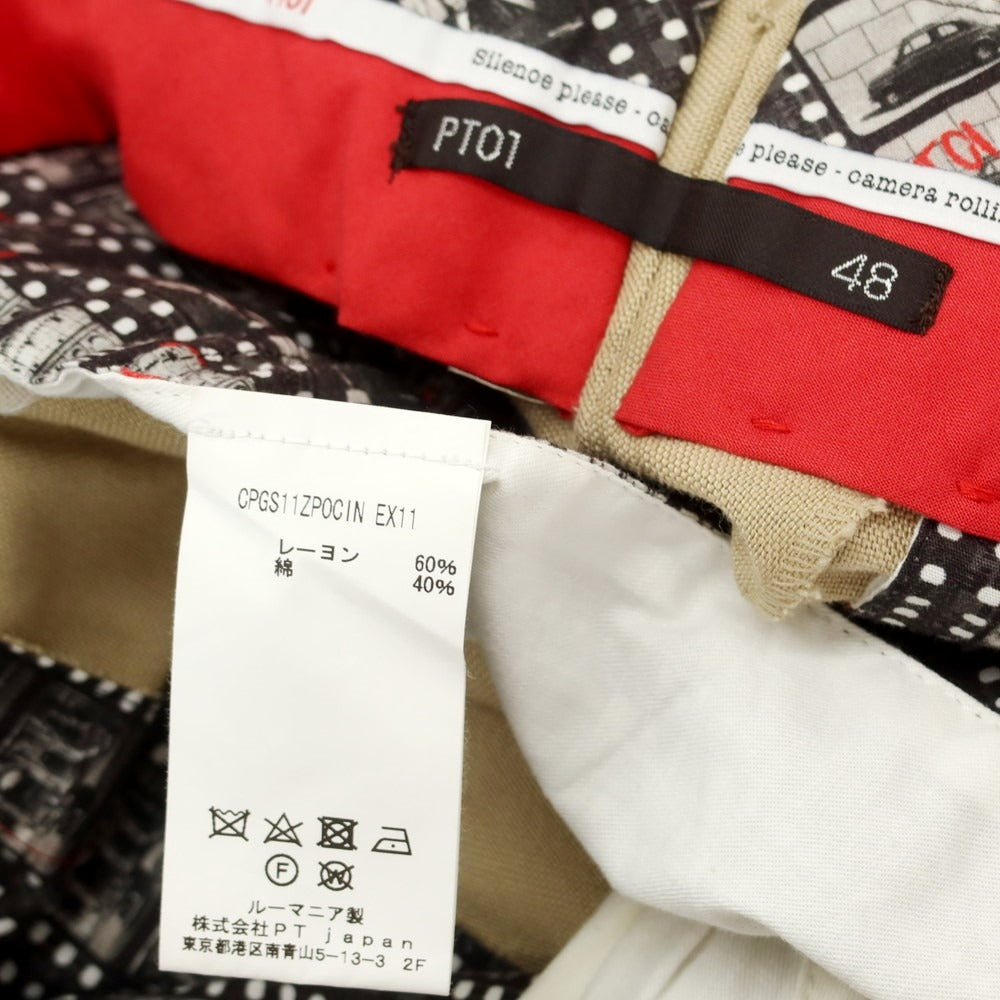 Silence please - ca
PT01
e please - camera rolli
48
CPGS11ZPOCIN EX11
レーヨン 60%
綿 40%
F W
ルーマニア製
株式会社PT japan
東京都港区南青山5-13-3 2F